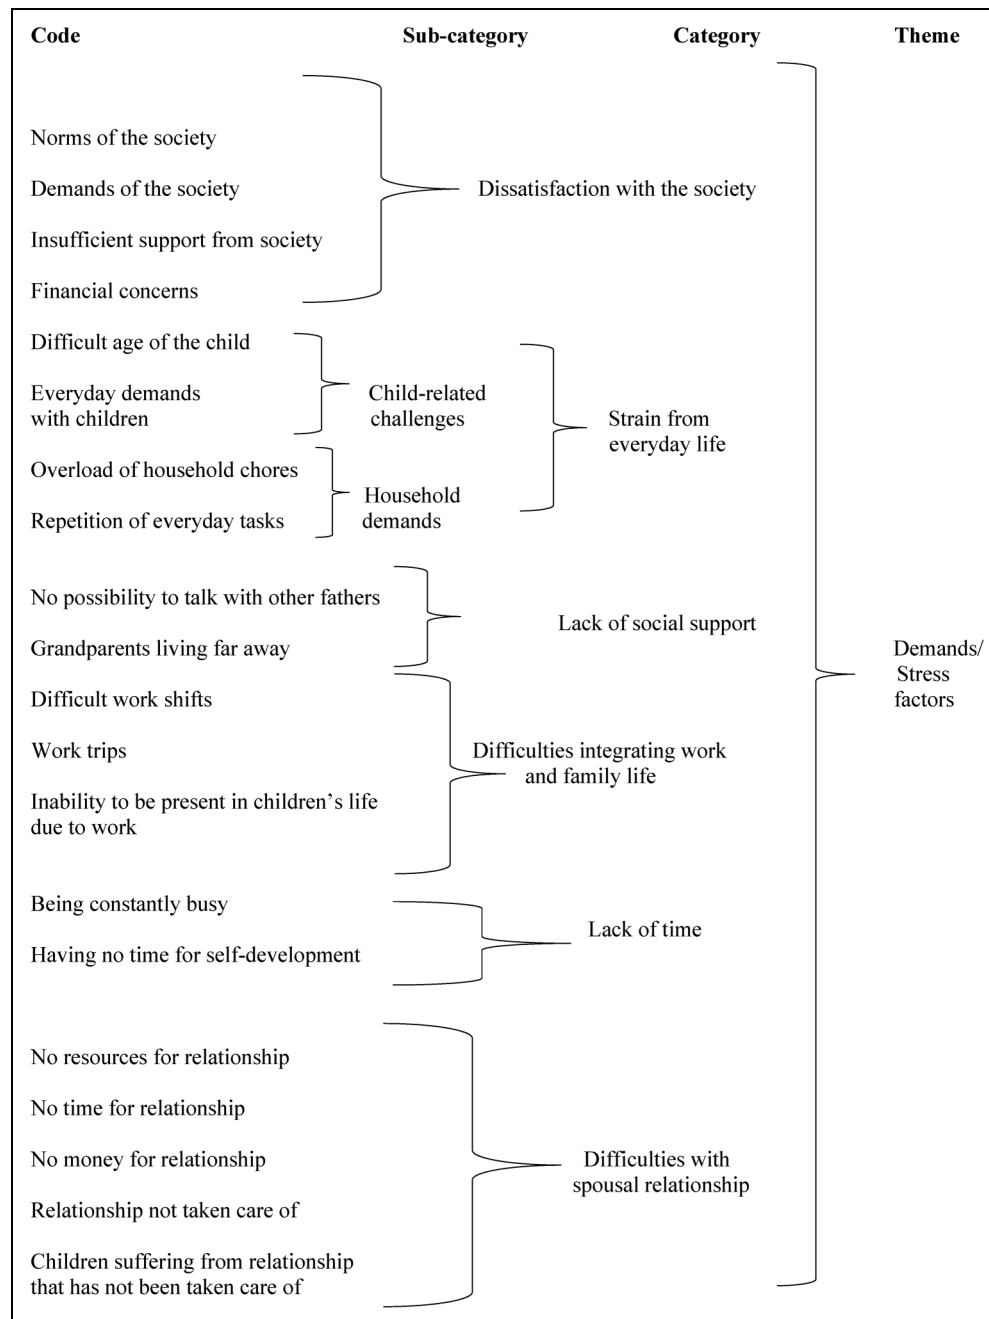 Code Sub-category Category Theme
Norms of the society
Demands of the society
Dissatisfaction with the society
Insufficient support from society
Financial concerns
Difficult age of the child
Everyday demands
with children
Child-related
challenges
Strain from
everyday life
Overload of household chores
Repetition of everyday tasks
Household
demands
No possibility to talk with other fathers
Grandparents living far away
Lack of social support
Demands/
Stress
factors
Difficult work shifts
Work trips
Inability to be present in children’s life
due to work
Difficulties integrating work
and family life
Being constantly busy
Having no time for self-development
Lack of time
No resources for relationship
No time for relationship
No money for relationship
Relationship not taken care of
Children suffering from relationship
that has not been taken care of
Difficulties with
spousal relationship